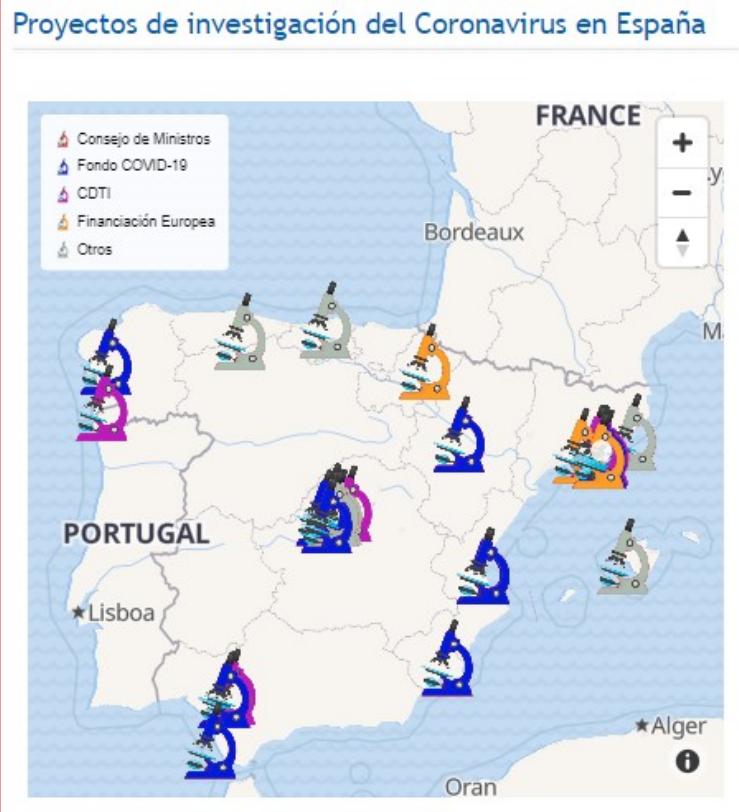 Proyectos de investigación del Coronavirus en España
FRANCE
Consejo de Ministros
Fondo COVID-19
CDTI
Financiación Europea
Otros
+
−
Bordeaux
PORTUGAL
Lisboa
Alger
Oran